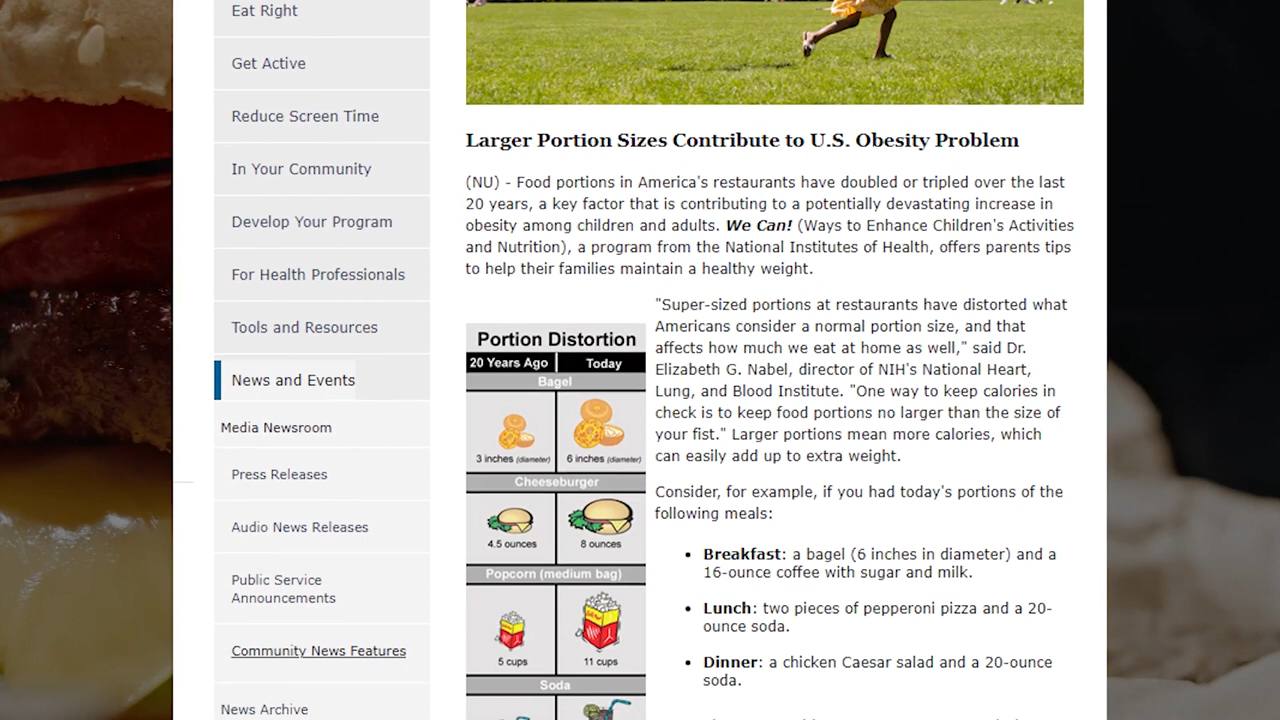 Eat Right
Get Active
Reduce Screen Time
In Your Community
Develop Your Program
For Health Professionals
Tools and Resources
News and Events
Media Newsroom
Press Releases
Audio News Releases
Public Service
Announcements
Community News Features
News Archive
Larger Portion Sizes Contribute to U.S. Obesity Problem
(NU) - Food portions in America's restaurants have doubled or tripled over the last
20 years, a key factor that is contributing to a potentially devastating increase in
obesity among children and adults. We Can! (Ways to Enhance Children's Activities
and Nutrition), a program from the National Institutes of Health, offers parents tips
to help their families maintain a healthy weight.
Portion Distortion
20 Years Ago Today
Bagel
3 inches (diameter) 6 inches (diameter)
Cheeseburger
4.5 ounces 8 ounces
Popcorn (medium bag)
5 cups 11 cups
Soda
"Super-sized portions at restaurants have distorted what
Americans consider a normal portion size, and that
affects how much we eat at home as well," said Dr.
Elizabeth G. Nabel, director of NIH's National Heart,
Lung, and Blood Institute. "One way to keep calories in
check is to keep food portions no larger than the size of
your fist." Larger portions mean more calories, which
can easily add up to extra weight.
Consider, for example, if you had today's portions of the
following meals:
• Breakfast: a bagel (6 inches in diameter) and a
16-ounce coffee with sugar and milk.
• Lunch: two pieces of pepperoni pizza and a 20-
ounce soda.
• Dinner: a chicken Caesar salad and a 20-ounce
soda.